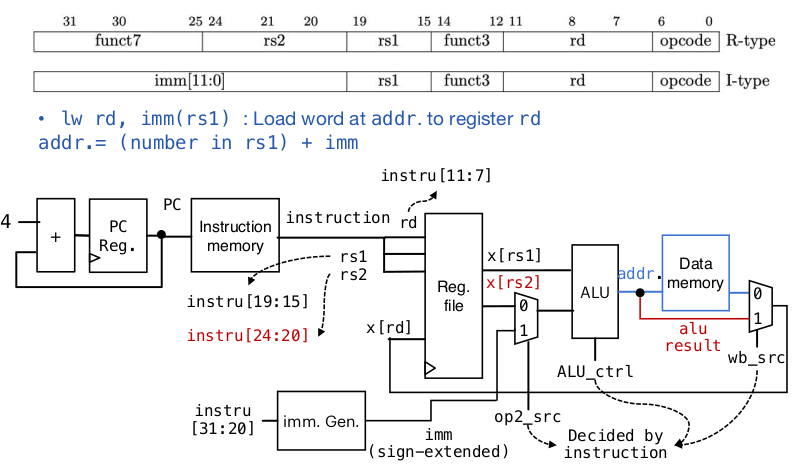 31 30 25 24 21 20 19 15 14 12 11 8 7 6 0
funct7 rs2 rs1 funct3 rd opcode R-type
imm[11:0] rs1 funct3 rd opcode I-type
• lw rd, imm(rs1) : Load word at addr. to register rd
addr.= (number in rs1) + imm
instru[11:7]
4
+
PC
Reg.
PC
Instruction
memory
instruction
rd
rs1
rs2
instru[19:15]
instru[24:20]
x[rd]
Reg.
file
x[rs1]
x[rs2]
0
1
ALU
addr.
Data
memory
0
1
alu
result
wb_src
ALU_ctrl
instru
[31:20]
imm. Gen.
imm
(sign-extended)
op2_src
Decided by
instruction